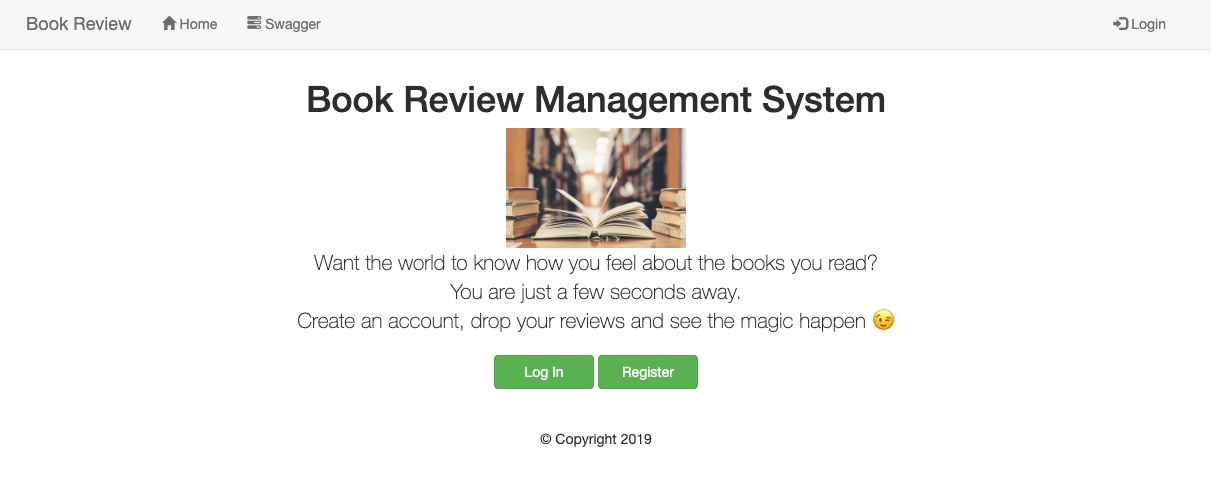 Book Review Home Swagger Login
Book Review Management System
Want the world to know how you feel about the books you read?
You are just a few seconds away.
Create an account, drop your reviews and see the magic happen 😉
Log In Register
© Copyright 2019